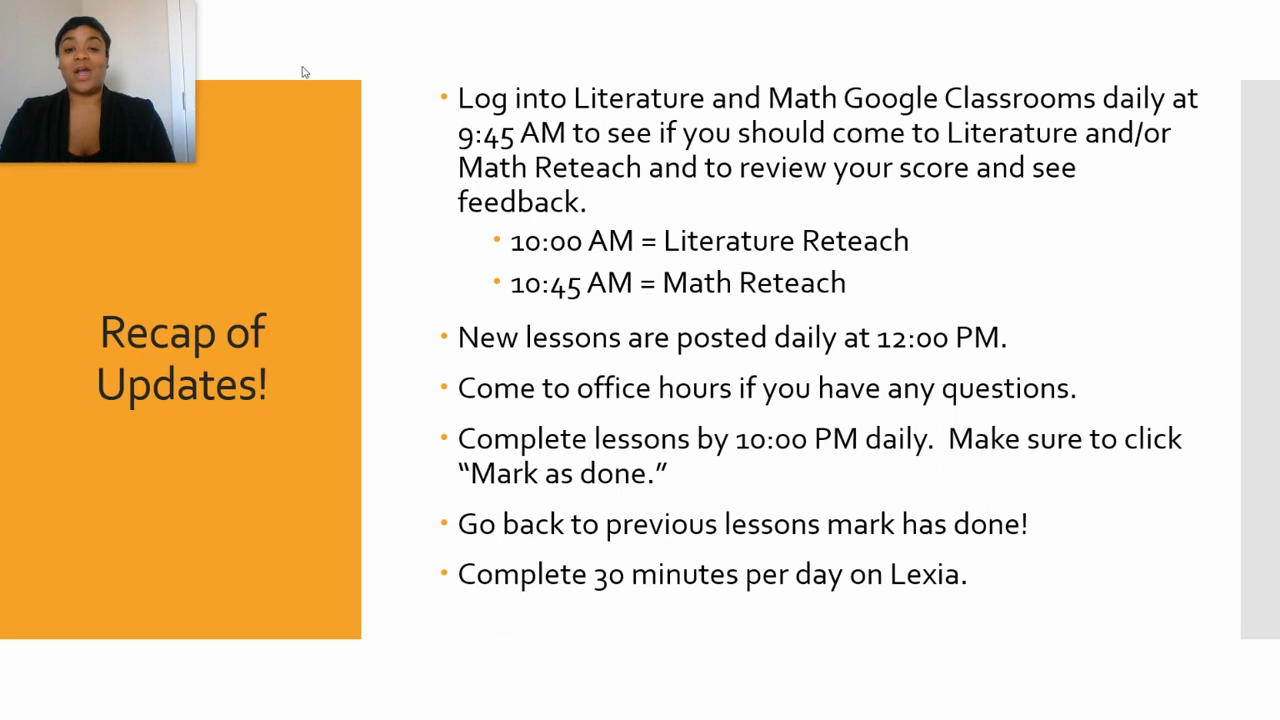 Recap of
Updates!
• Log into Literature and Math Google Classrooms daily at
9:45 AM to see if you should come to Literature and/or
Math Reteach and to review your score and see
feedback.
• 10:00 AM = Literature Reteach
• 10:45 AM = Math Reteach
• New lessons are posted daily at 12:00 PM.
• Come to office hours if you have any questions.
• Complete lessons by 10:00 PM daily.  Make sure to click
“Mark as done.”
• Go back to previous lessons mark has done!
• Complete 30 minutes per day on Lexia.